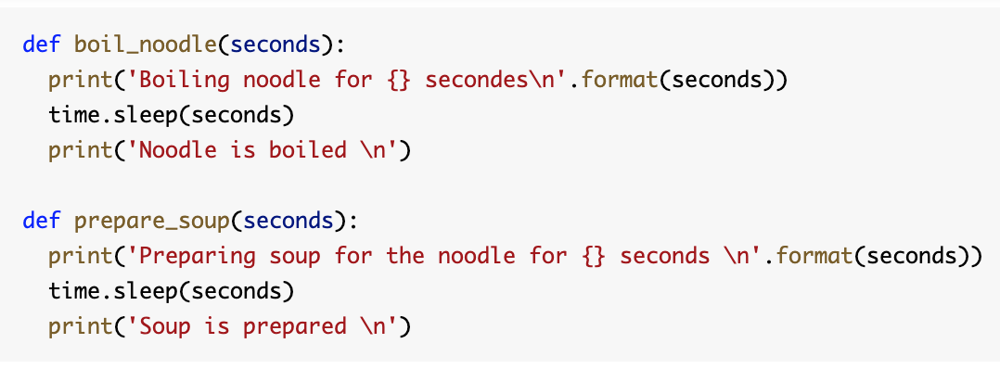 def boil_noodle(seconds):
  print('Boiling noodle for {} secondes\n'.format(seconds))
  time.sleep(seconds)
  print('Noodle is boiled \n')

def prepare_soup(seconds):
  print('Preparing soup for the noodle for {} seconds \n'.format(seconds))
  time.sleep(seconds)
  print('Soup is prepared \n')